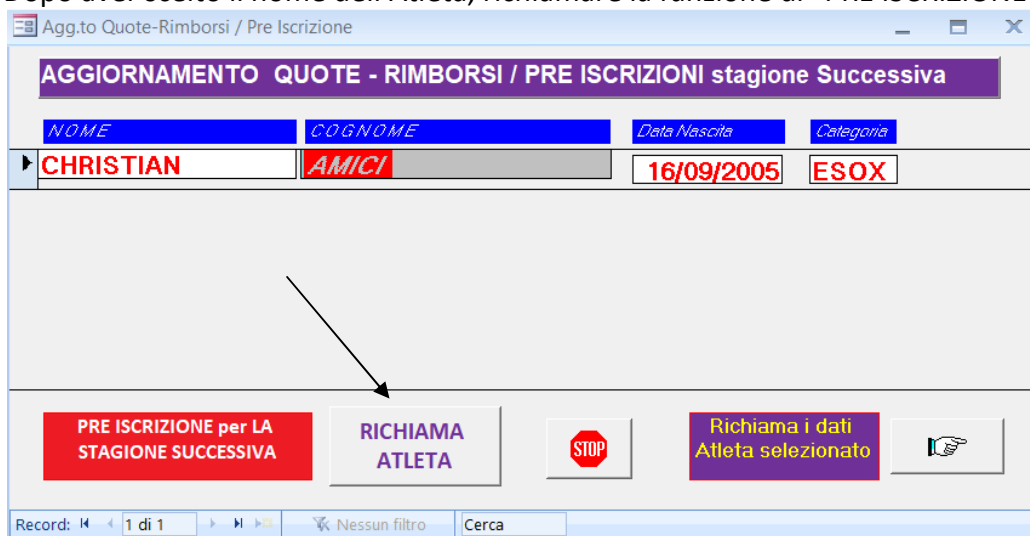 Agg.to Quote-Rimborsi / Pre Iscrizione
AGGIORNAMENTO QUOTE - RIMBORSI / PRE ISCRIZIONI stagione Successiva
NOME COGNOME Data Nascita Categoria
CHRISTIAN AMICI 16/09/2005 ESOX
PRE ISCRIZIONE per LA
STAGIONE SUCCESSIVA
RICHIAMA
ATLETA
STOP
Richiama i dati
Atleta selezionato
Record: 1 di 1 Nessun filtro Cerca